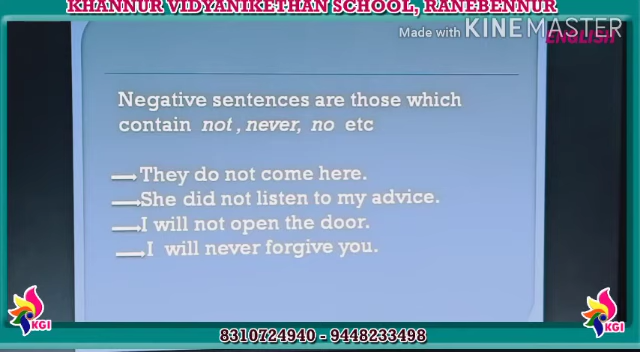 KHANNUR VIDYANIKETHAN SCHOOL, RANEBENNUR
Made with KINEMASTER
ENGLISH
Negative sentences are those which
contain not , never, no etc
They do not come here.
She did not listen to my advice.
I will not open the door.
I will never forgive you.
KGI
KGI
8310724940 - 9448233498